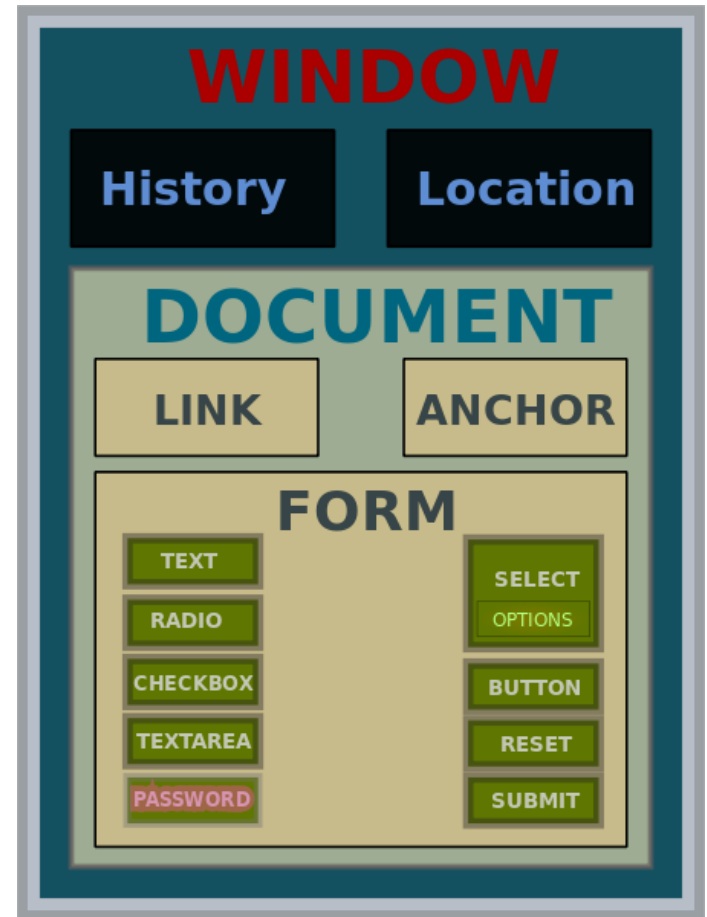 WINDOW
History
Location
DOCUMENT
LINK
ANCHOR
FORM
TEXT
RADIO
CHECKBOX
TEXTAREA
PASSWORD
SELECT
OPTIONS
BUTTON
RESET
SUBMIT